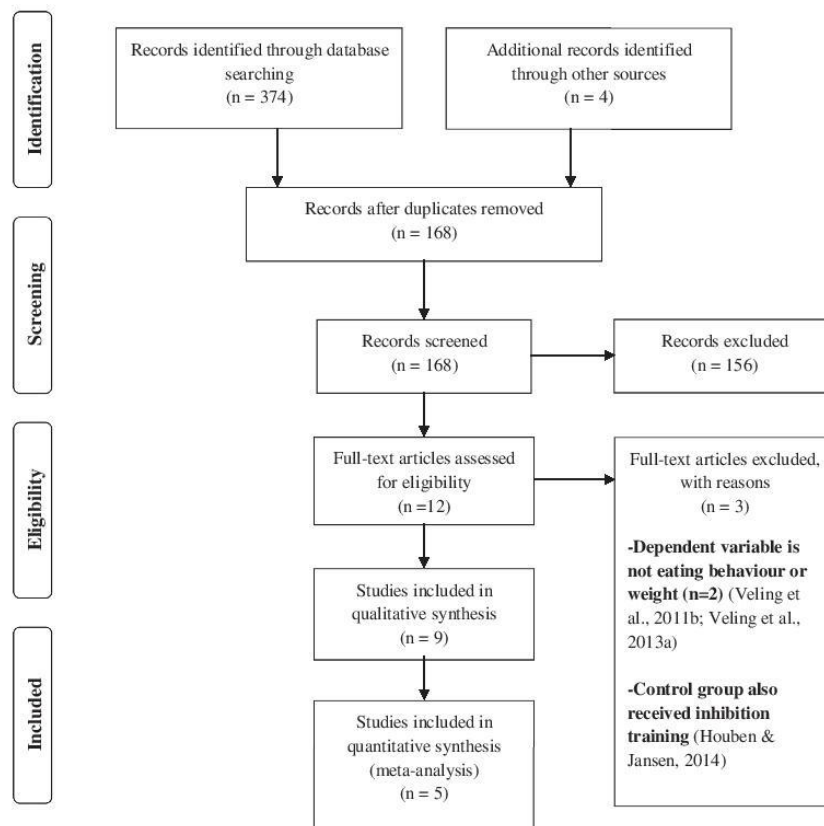 Identification
Records identified through database
searching
(n = 374)
Additional records identified
through other sources
(n = 4)
Records after duplicates removed
(n = 168)
Screening
Records screened
(n = 168)
Records excluded
(n = 156)
Eligibility
Full-text articles assessed
for eligibility
(n =12)
Full-text articles excluded,
with reasons
(n = 3)
-Dependent variable is
not eating behaviour or
weight (n=2) (Veling et
al., 2011b; Veling et al.,
2013a)
-Control group also
received inhibition
training (Houben &
Jansen, 2014)
Studies included in
qualitative synthesis
(n = 9)
Included
Studies included in
quantitative synthesis
(meta-analysis)
(n = 5)